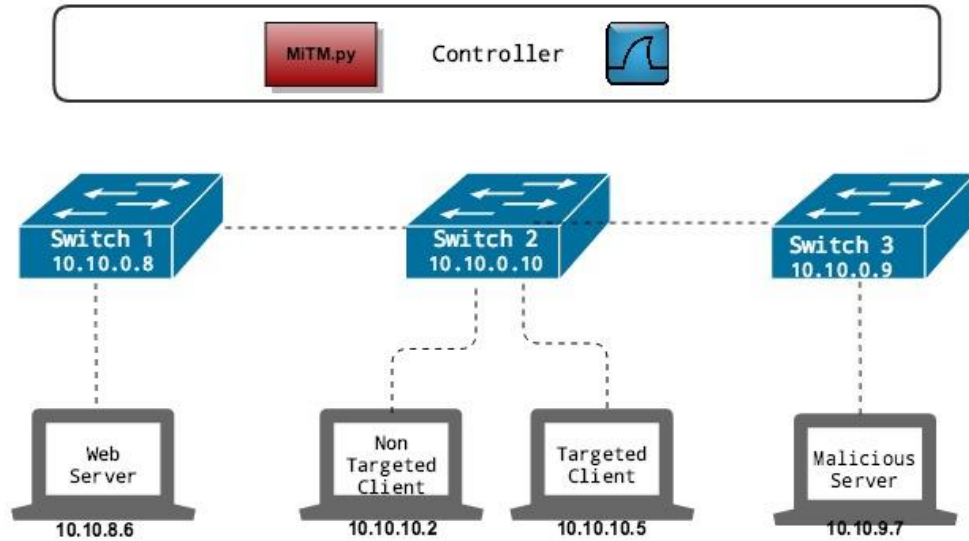 MiTM.py
Controller
Switch 1
10.10.0.8
Switch 2
10.10.0.10
Switch 3
10.10.0.9
Web
Server
10.10.8.6
Non
Targeted
Client
10.10.10.2
Targeted
Client
10.10.10.5
Malicious
Server
10.10.9.7